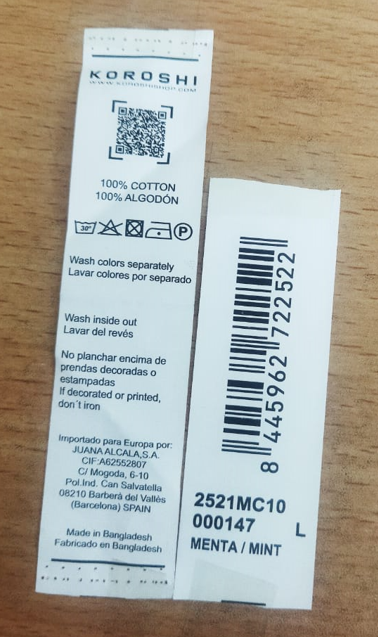 KOROSHI
WWW.KOROSHISHOP.COM
100% COTTON
100% ALGODÓN
30°
P
Wash colors separately
Lavar colores por separado
Wash inside out
Lavar del revés
No planchar encima de
prendas decoradas o
estampadas
If decorated or printed,
don´t iron
Importado para Europa por:
JUANA ALCALA,S.A.
CIF:A62552807
C/ Mogoda, 6-10
Pol.Ind. Can Salvatella
08210 Barberà del Vallès
(Barcelona) SPAIN
Made in Bangladesh
Fabricado en Bangladesh
8 445962 722522
2521MC10
000147 L
MENTA / MINT